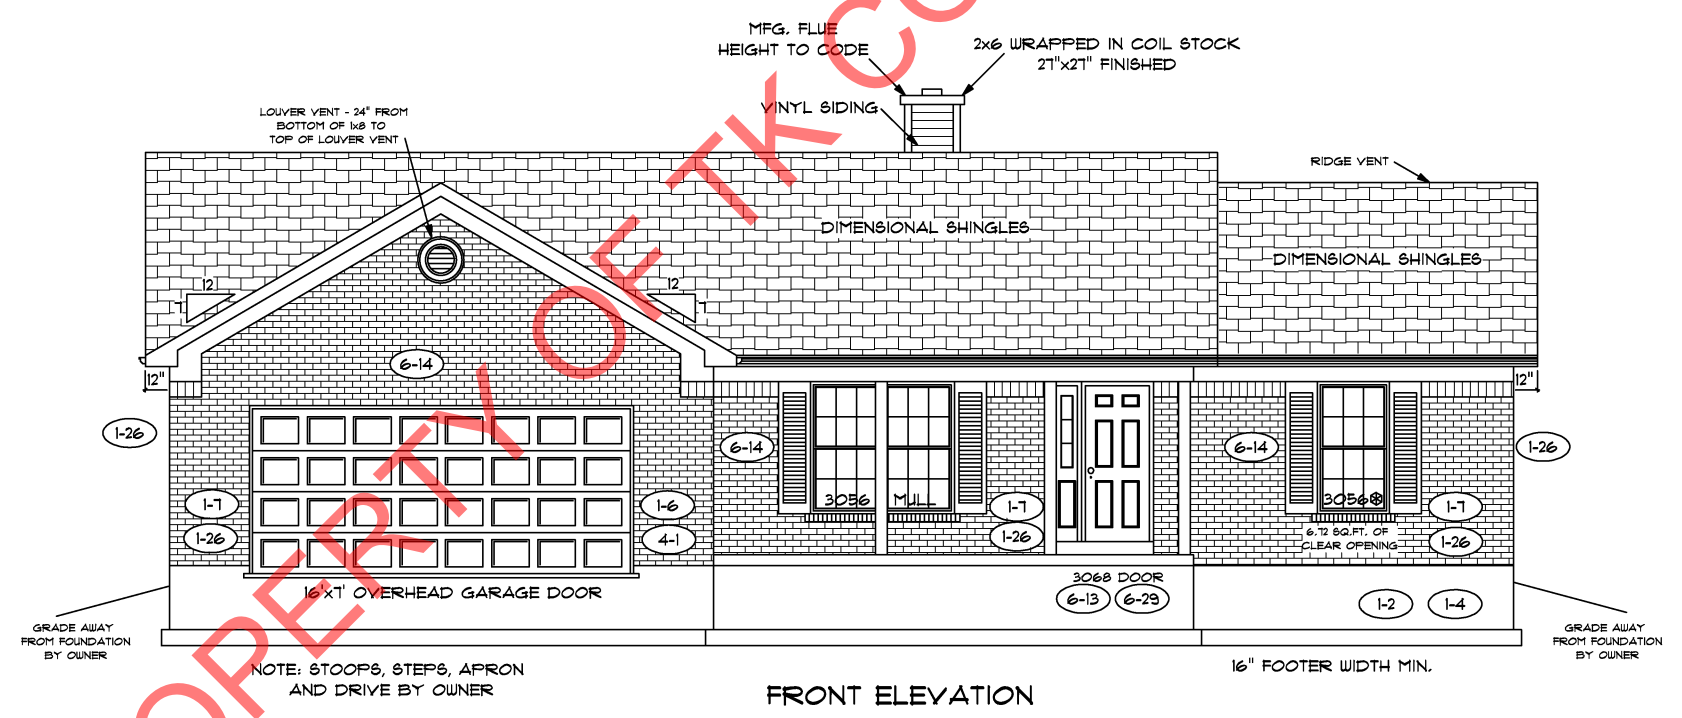 MFG. FLUE
HEIGHT TO CODE
2x6 WRAPPED IN COIL STOCK
27"x27" FINISHED
VINYL SIDING
LOUVER VENT - 24" FROM
BOTTOM OF 1x8 TO
TOP OF LOUVER VENT
RIDGE VENT
DIMENSIONAL SHINGLES
DIMENSIONAL SHINGLES
12
7
12
7
6-14
12"
12"
1-26
6-14
6-14
1-26
3056 MULL
3056
1-7
1-26
1-6
4-1
1-7
1-26
1-7
1-26
6.72 SQ.FT. OF
CLEAR OPENING
16'x7' OVERHEAD GARAGE DOOR
3068 DOOR
6-13
6-29
1-2
1-4
GRADE AWAY
FROM FOUNDATION
BY OWNER
GRADE AWAY
FROM FOUNDATION
BY OWNER
NOTE: STOOPS, STEPS, APRON
AND DRIVE BY OWNER
16" FOOTER WIDTH MIN.
FRONT ELEVATION
OPERTY OF TK CO